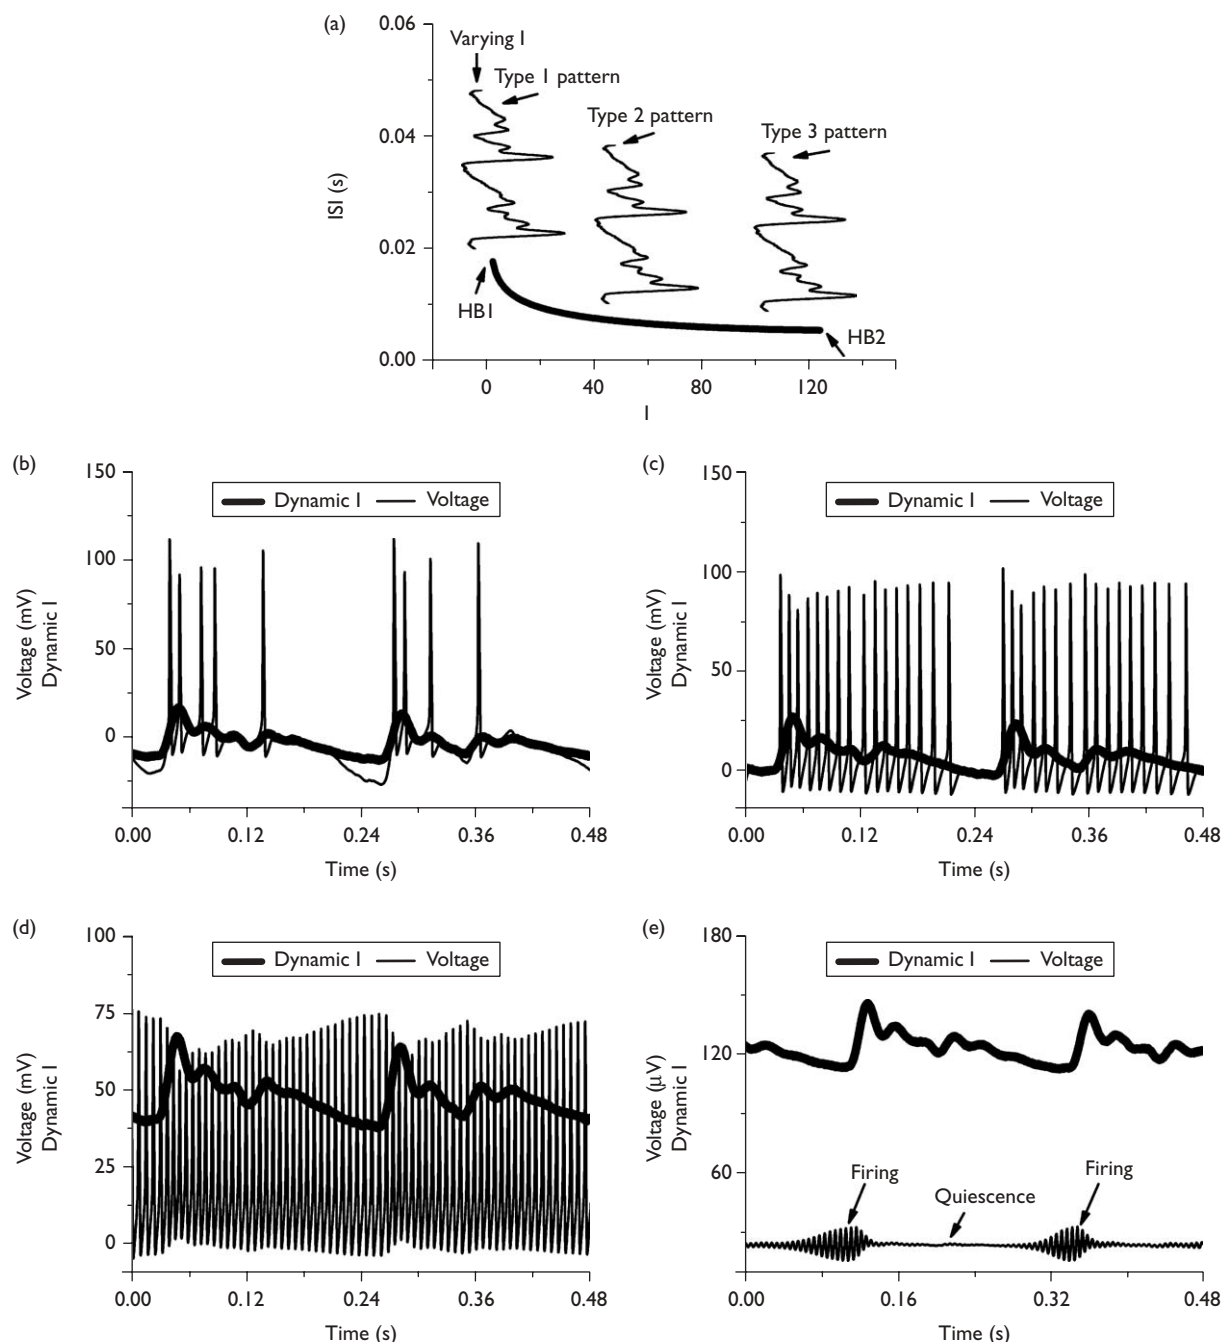 (a)
0.06
0.04
0.02
0.00
ISI (s)
Varying I
Type 1 pattern
Type 2 pattern
Type 3 pattern
HB1
HB2
0 40 80 120
I
(b)
150
100
50
0
Voltage (mV)
Dynamic I
Dynamic I Voltage
0.00 0.12 0.24 0.36 0.48
Time (s)
(c)
150
100
50
0
Voltage (mV)
Dynamic I
Dynamic I Voltage
0.00 0.12 0.24 0.36 0.48
Time (s)
(d)
100
75
50
25
0
Voltage (mV)
Dynamic I
Dynamic I Voltage
0.00 0.12 0.24 0.36 0.48
Time (s)
(e)
180
120
60
Voltage (μV)
Dynamic I
Dynamic I Voltage
Firing
Quiescence
Firing
0.00 0.16 0.32 0.48
Time (s)